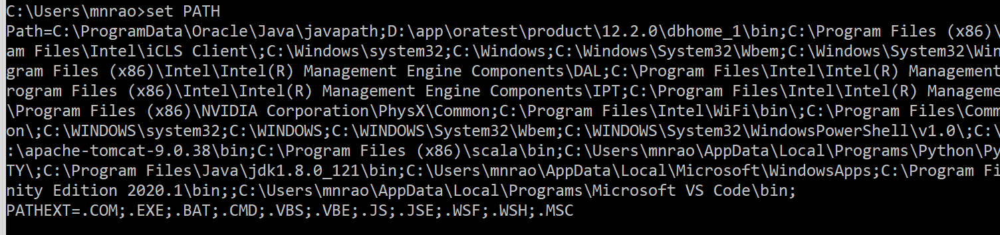 C:\Users\mnrao>set PATH
Path=C:\ProgramData\Oracle\Java\javapath;D:\app\oratest\product\12.2.0\dbhome_1\bin;C:\Program Files (x86)\
am Files\Intel\iCLS Client\;C:\Windows\system32;C:\Windows;C:\Windows\System32\Wbem;C:\Windows\System32\Win
gram Files (x86)\Intel\Intel(R) Management Engine Components\DAL;C:\Program Files\Intel\Intel(R) Management
rogram Files (x86)\Intel\Intel(R) Management Engine Components\IPT;C:\Program Files\Intel\Intel(R) Manageme
\Program Files (x86)\NVIDIA Corporation\PhysX\Common;C:\Program Files\Intel\WiFi\bin\;C:\Program Files\Comm
on\;C:\WINDOWS\system32;C:\WINDOWS;C:\WINDOWS\System32\Wbem;C:\WINDOWS\System32\WindowsPowerShell\v1.0\;C:\
:\apache-tomcat-9.0.38\bin;C:\Program Files (x86)\scala\bin;C:\Users\mnrao\AppData\Local\Programs\Python\Py
TY\;C:\Program Files\Java\jdk1.8.0_121\bin;C:\Users\mnrao\AppData\Local\Microsoft\WindowsApps;C:\Program Fi
nity Edition 2020.1\bin;;C:\Users\mnrao\AppData\Local\Programs\Microsoft VS Code\bin;
PATHEXT=.COM;.EXE;.BAT;.CMD;.VBS;.VBE;.JS;.JSE;.WSF;.WSH;.MSC